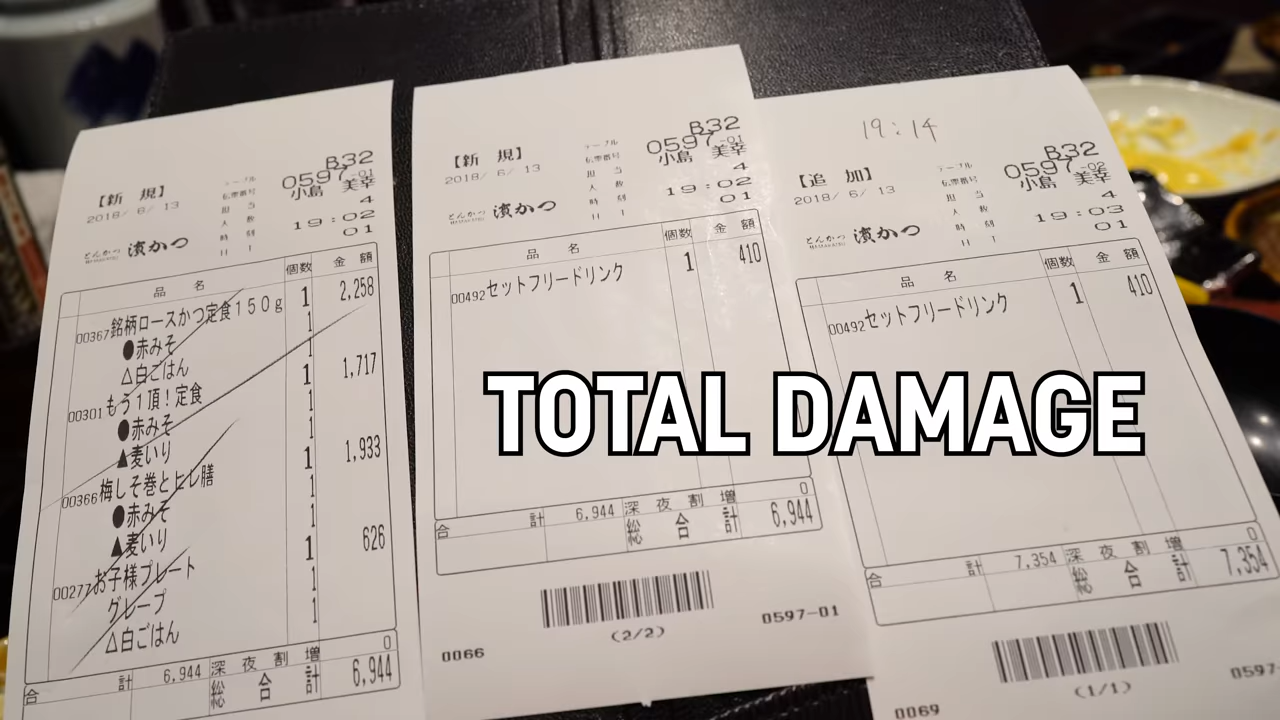 B32
【新 規】 テーブル 0597-01
2018/ 6/ 13 伝票番号 小島 美幸
担 当 4
人 数 19:02
とんかつ 濵かつ 時 刻 01
HAMAKATSU
品 名 個数 金 額
00367銘柄ロースかつ定食150g 1 2,258
●赤みそ 1
△白ごはん 1
00301もう1頂!定食 1 1,717
●赤みそ 1
▲麦いり 1
00366梅しそ巻とヒレ膳 1 1,933
●赤みそ 1
▲麦いり 1
00277お子様プレート 1 626
グレープ 1
△白ごはん 1
合 計 6,944 深 夜 割 増 0
総 合 計 6,944
B32
【新 規】 テーブル 0597-01
2018/ 6/ 13 伝票番号 小島 美幸
担 当 4
人 数 19:02
とんかつ 濵かつ 時 刻 01
HAMAKATSU
品 名 個数 金 額
00492セットフリードリンク 1 410
合 計 6,944 深 夜 割 増 0
総 合 計 6,944
(2/2) 0597-01
0066
19:14
B32
【追 加】 テーブル 0597-02
2018/ 6/ 13 伝票番号 小島 美幸
担 当 4
人 数 19:03
とんかつ 濵かつ 時 刻 01
HAMAKATSU
品 名 個数 金 額
00492セットフリードリンク 1 410
合 計 7,354 深 夜 割 増 0
総 合 計 7,354
(1/1) 0597-
0069
TOTAL DAMAGE